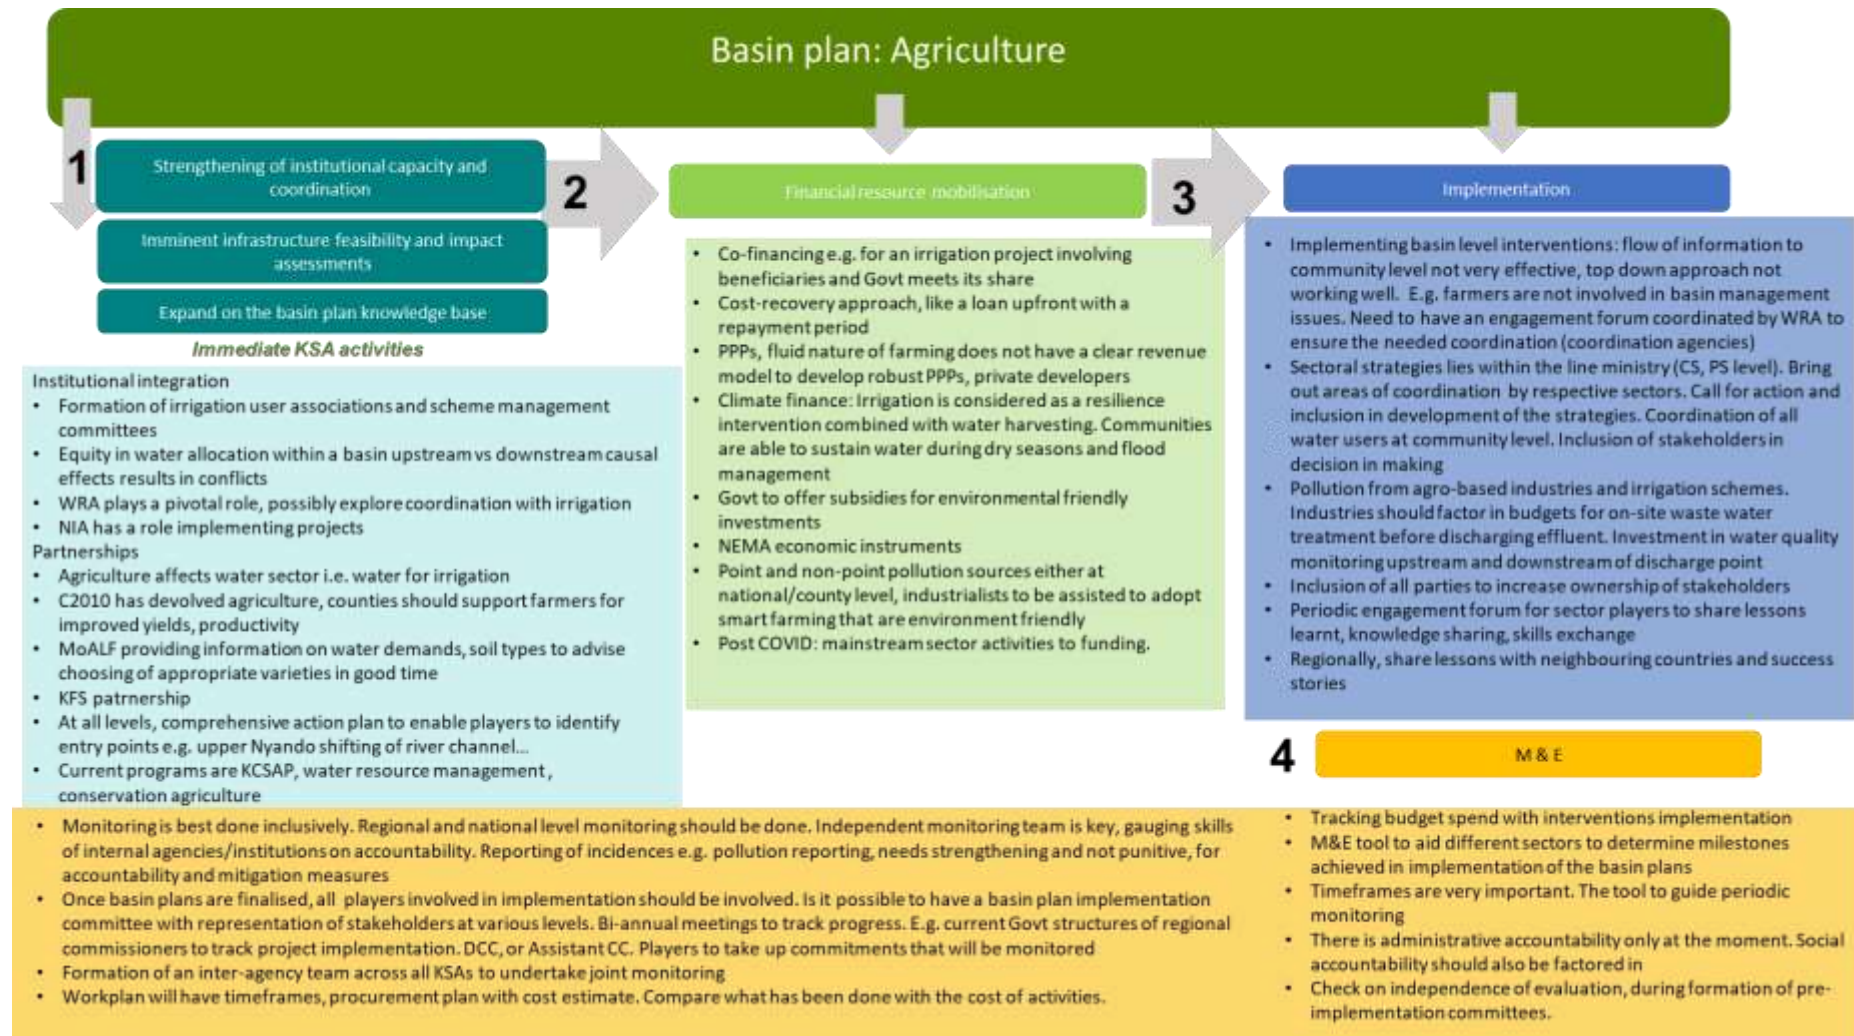 Basin plan: Agriculture
1
Strengthening of institutional capacity and
coordination
Imminent infrastructure feasibility and impact
assessments
Expand on the basin plan knowledge base
Immediate KSA activities
Institutional integration
• Formation of irrigation user associations and scheme management
committees
• Equity in water allocation within a basin upstream vs downstream causal
effects results in conflicts
• WRA plays a pivotal role, possibly explore coordination with irrigation
• NIA has a role implementing projects
Partnerships
• Agriculture affects water sector i.e. water for irrigation
• C2010 has devolved agriculture, counties should support farmers for
improved yields, productivity
• MoALF providing information on water demands, soil types to advise
choosing of appropriate varieties in good time
• KFS patrnership
• At all levels, comprehensive action plan to enable players to identify
entry points e.g. upper Nyando shifting of river channel...
• Current programs are KCSAP, water resource management ,
conservation agriculture
2
Financial resource mobilisation
• Co-financing e.g. for an irrigation project involving
beneficiaries and Govt meets its share
• Cost-recovery approach, like a loan upfront with a
repayment period
• PPPs, fluid nature of farming does not have a clear revenue
model to develop robust PPPs, private developers
• Climate finance: Irrigation is considered as a resilience
intervention combined with water harvesting. Communities
are able to sustain water during dry seasons and flood
management
• Govt to offer subsidies for environmental friendly
investments
• NEMA economic instruments
• Point and non-point pollution sources either at
national/county level, industrialists to be assisted to adopt
smart farming that are environment friendly
• Post COVID: mainstream sector activities to funding.
3
Implementation
• Implementing basin level interventions: flow of information to
community level not very effective, top down approach not
working well. E.g. farmers are not involved in basin management
issues. Need to have an engagement forum coordinated by WRA to
ensure the needed coordination (coordination agencies)
• Sectoral strategies lies within the line ministry (CS, PS level). Bring
out areas of coordination by respective sectors. Call for action and
inclusion in development of the strategies. Coordination of all
water users at community level. Inclusion of stakeholders in
decision in making
• Pollution from agro-based industries and irrigation schemes.
Industries should factor in budgets for on-site waste water
treatment before discharging effluent. Investment in water quality
monitoring upstream and downstream of discharge point
• Inclusion of all parties to increase ownership of stakeholders
• Periodic engagement forum for sector players to share lessons
learnt, knowledge sharing, skills exchange
• Regionally, share lessons with neighbouring countries and success
stories
4
M & E
• Monitoring is best done inclusively. Regional and national level monitoring should be done. Independent monitoring team is key, gauging skills
of internal agencies/institutions on accountability. Reporting of incidences e.g. pollution reporting, needs strengthening and not punitive, for
accountability and mitigation measures
• Once basin plans are finalised, all players involved in implementation should be involved. Is it possible to have a basin plan implementation
committee with representation of stakeholders at various levels. Bi-annual meetings to track progress. E.g. current Govt structures of regional
commissioners to track project implementation. DCC, or Assistant CC. Players to take up commitments that will be monitored
• Formation of an inter-agency team across all KSAs to undertake joint monitoring
• Workplan will have timeframes, procurement plan with cost estimate. Compare what has been done with the cost of activities.
• Tracking budget spend with interventions implementation
• M&E tool to aid different sectors to determine milestones
achieved in implementation of the basin plans
• Timeframes are very important. The tool to guide periodic
monitoring
• There is administrative accountability only at the moment. Social
accountability should also be factored in
• Check on independence of evaluation, during formation of pre-
implementation committees.